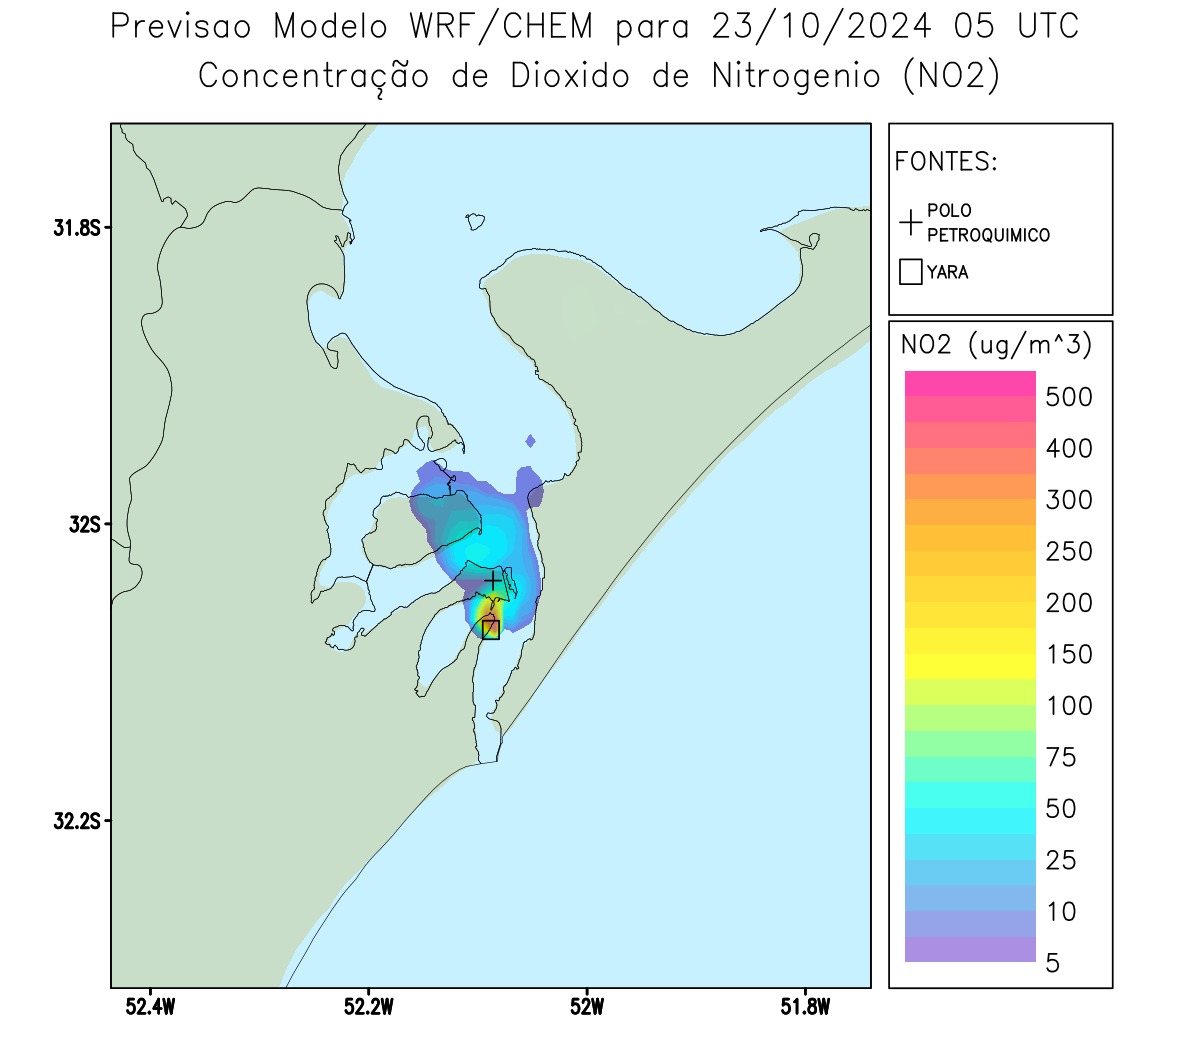 Previsao Modelo WRF/CHEM para 23/10/2024 05 UTC
Concentração de Dioxido de Nitrogenio (NO2)
FONTES:
POLO
PETROQUIMICO
YARA
NO2 (ug/m^3)
500
400
300
250
200
150
100
75
50
25
10
5
31.8S
32S
32.2S
52.4W
52.2W
52W
51.8W